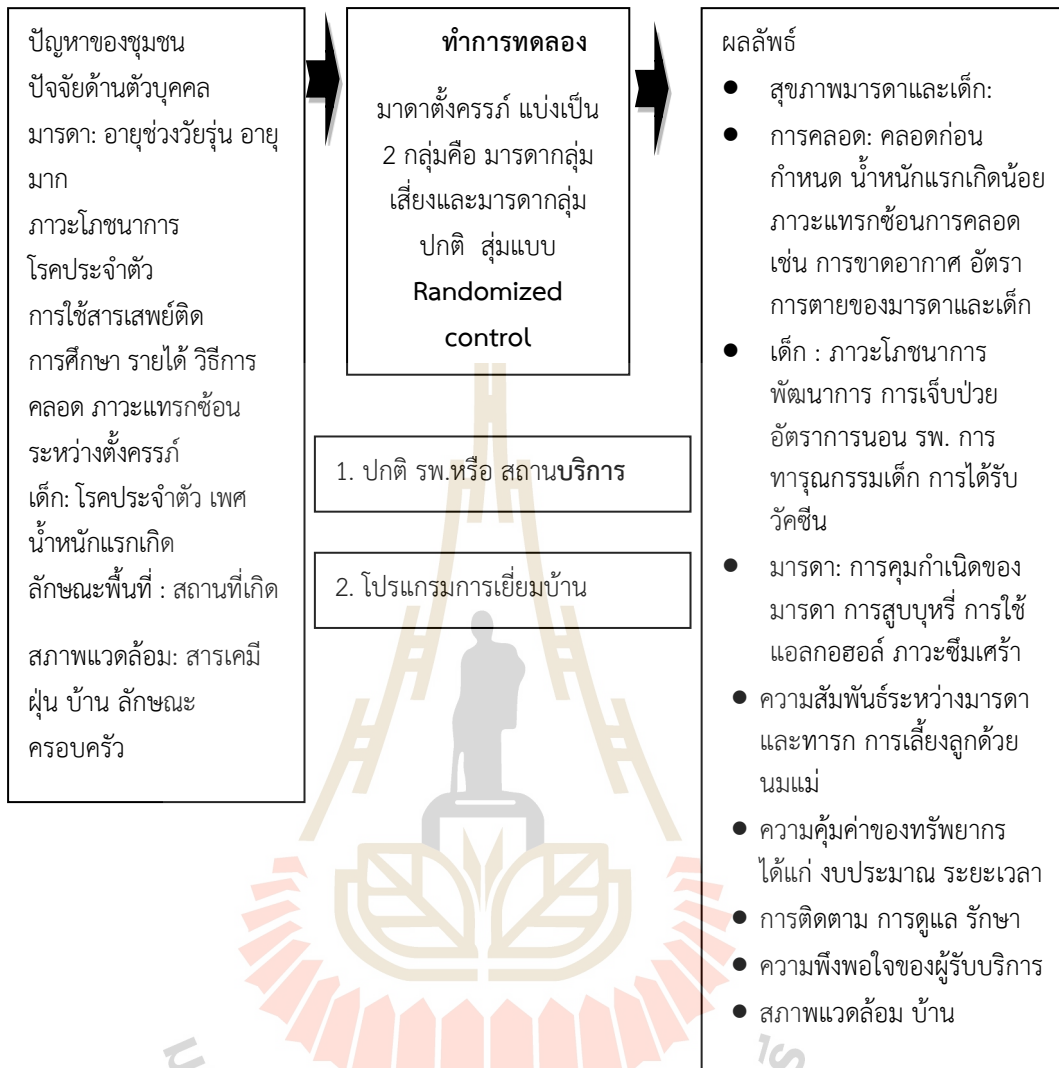 ปัญหาของชุมชน
ปัจจัยด้านตัวบุคคล
มารดา: อายุช่วงวัยรุ่น อายุ
มาก
ภาวะโภชนาการ
โรคประจำตัว
การใช้สารเสพย์ติด
การศึกษา รายได้ วิธีการ
คลอด ภาวะแทรกซ้อน
ระหว่างตั้งครรภ์
เด็ก: โรคประจำตัว เพศ
น้ำหนักแรกเกิด
ลักษณะพื้นที่ : สถานที่เกิด
สภาพแวดล้อม: สารเคมี
ฝุ่น บ้าน ลักษณะ
ครอบครัว
ทำการทดลอง
มาดาตั้งครรภ์ แบ่งเป็น
2 กลุ่มคือ มารดากลุ่ม
เสี่ยงและมารดากลุ่ม
ปกติ สุ่มแบบ
Randomized
control
1. ปกติ รพ.หรือ สถานบริการ
2. โปรแกรมการเยี่ยมบ้าน
ผลลัพธ์
● สุขภาพมารดาและเด็ก:
● การคลอด: คลอดก่อน
กำหนด น้ำหนักแรกเกิดน้อย
ภาวะแทรกซ้อนการคลอด
เช่น การขาดอากาศ อัตรา
การตายของมารดาและเด็ก
● เด็ก : ภาวะโภชนาการ
พัฒนาการ การเจ็บป่วย
อัตราการนอน รพ. การ
ทารุณกรรมเด็ก การได้รับ
วัคซีน
● มารดา: การคุมกำเนิดของ
มารดา การสูบบุหรี่ การใช้
แอลกอฮอล์ ภาวะซึมเศร้า
● ความสัมพันธ์ระหว่างมารดา
และทารก การเลี้ยงลูกด้วย
นมแม่
● ความคุ้มค่าของทรัพยากร
ได้แก่ งบประมาณ ระยะเวลา
● การติดตาม การดูแล รักษา
● ความพึงพอใจของผู้รับบริการ
● สภาพแวดล้อม บ้าน